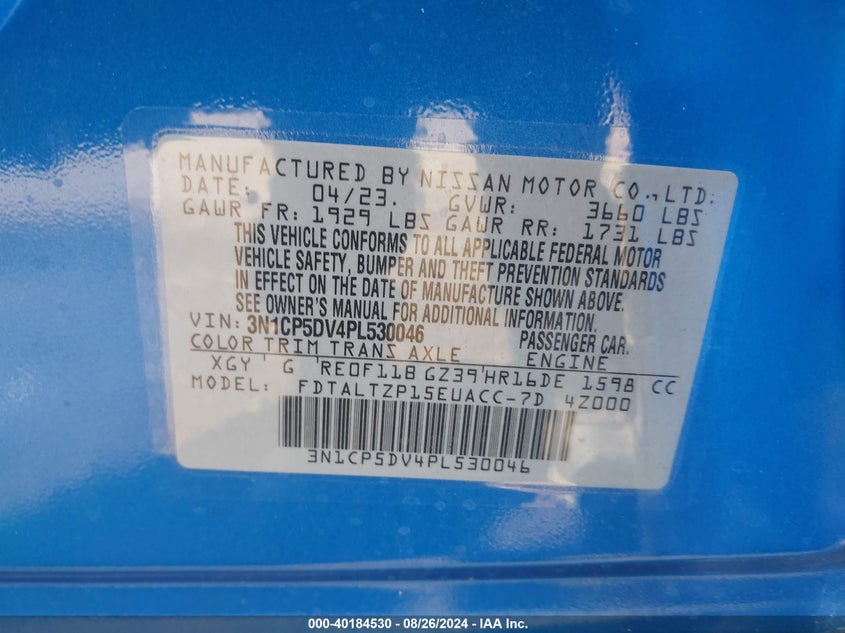 MANUFACTURED BY NISSAN MOTOR CO., LTD:
DATE: 04/23. GVWR: 3660 LBS
GAWR FR: 1929 LBS GAWR RR: 1731 LBS
THIS VEHICLE CONFORMS TO ALL APPLICABLE FEDERAL MOTOR
VEHICLE SAFETY, BUMPER AND THEFT PREVENTION STANDARDS
IN EFFECT ON THE DATE OF MANUFACTURE SHOWN ABOVE.
SEE OWNER'S MANUAL FOR ADDITIONAL INFORMATION.
VIN: 3N1CP5DV4PL530046 PASSENGER CAR.
COLOR TRIM TRANS AXLE ENGINE
XGY ' G 'RE0F11B GZ39'HR16DE 1598 CC
MODEL: FDTALTZP15EUACC-7D 4Z000
3N1CP5DV4PL530046
000-40184530 - 08/26/2024 - IAA, Inc.